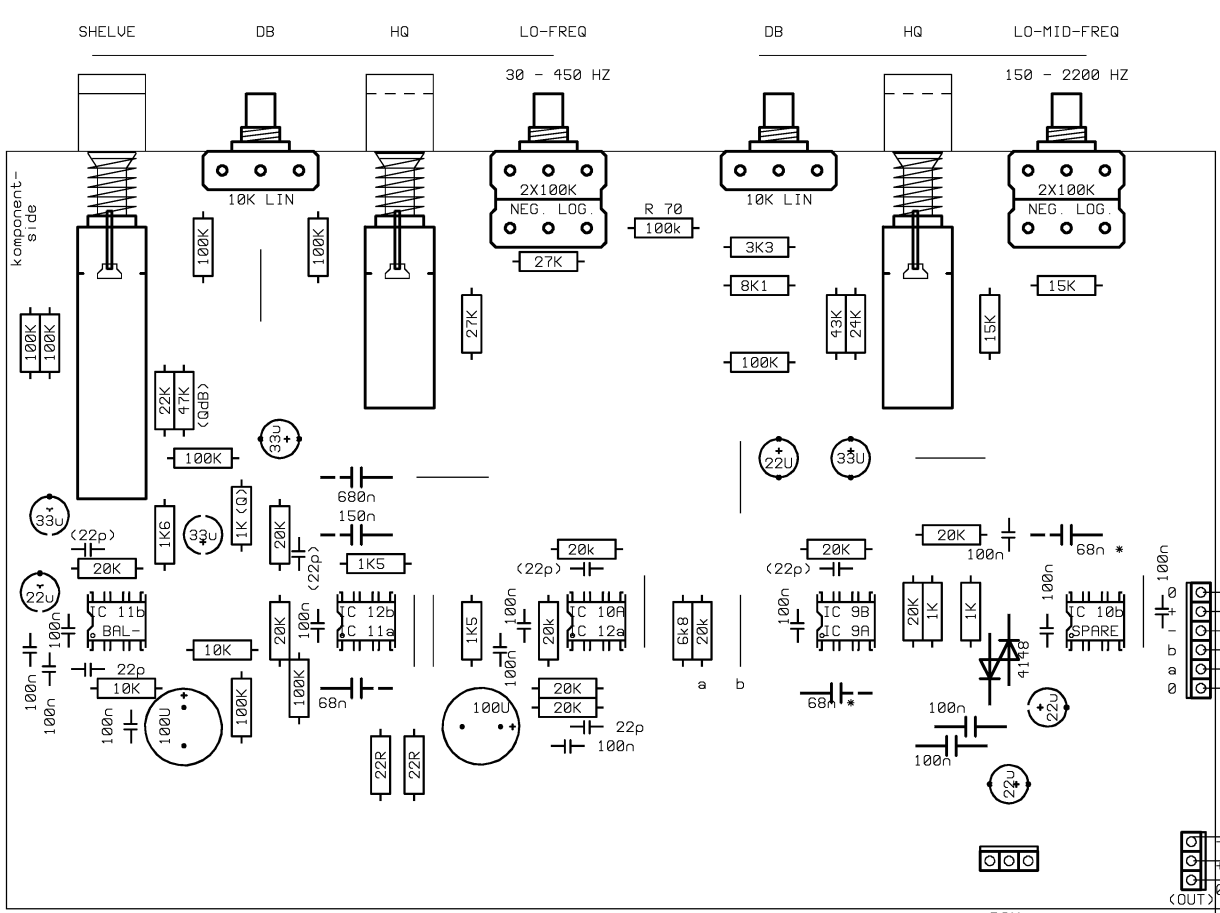 SHELVE DB HQ LO-FREQ DB HQ LO-MID-FREQ
30 - 450 HZ 150 - 2200 HZ
komponent-
side
10K LIN 2X100K 10K LIN 2X100K
NEG. LOG. R 70 NEG. LOG.
100K 100K 100k
3K3
27K
8K1 15K
100K 100K 27K 43K 24K 15K
100K
22K 47K (QdB)
33u
100K 22U 33U
680n
33u 150n
1K6 33u 1K (Q) 20K
(22p) (22p) 20K 100n 68n *
20K 1K5 20k 20K
(22p) (22p) 100n 100n
22u
IC 11b IC 12b IC 10A IC 9B IC 10b
BAL- IC 11a IC 12a IC 9A SPARE
100n 20K 100n 1K5 100n 20k 6k8 20k 100n 20K 1K 1K
0
+
-
b
a
0
10K
100n 100n 22p 100n 4148
10K 100K 68n 20K a b 68n *
100n 100U 100K 100U 20K 100n 22u
22p
22R 22R 100n 100n
22u
(OUT)